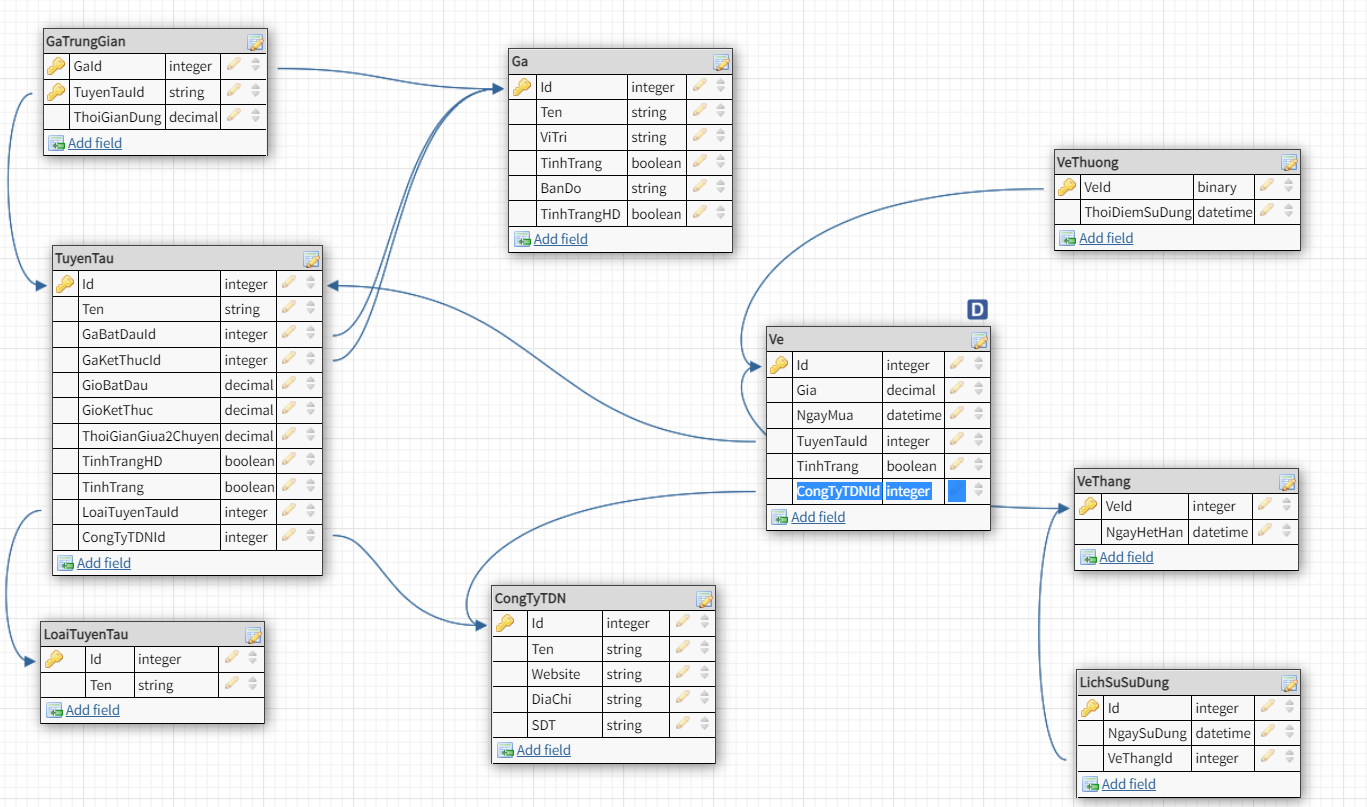 GaTrungGian
GaId integer
TuyenTauId string
ThoiGianDung decimal
Add field
Ga
Id integer
Ten string
ViTri string
TinhTrang boolean
BanDo string
TinhTrangHD boolean
Add field
VeThuong
VeId binary
ThoiDiemSuDung datetime
Add field
TuyenTau
Id integer
Ten string
GaBatDauId integer
GaKetThucId integer
GioBatDau decimal
GioKetThuc decimal
ThoiGianGiua2Chuyen decimal
TinhTrangHD boolean
TinhTrang boolean
LoaiTuyenTauId integer
CongTyTDNId integer
Add field
D
Ve
Id integer
Gia decimal
NgayMua datetime
TuyenTauId integer
TinhTrang boolean
CongTyTDNId integer
Add field
VeThang
VeId integer
NgayHetHan datetime
Add field
LoaiTuyenTau
Id integer
Ten string
Add field
CongTyTDN
Id integer
Ten string
Website string
DiaChi string
SDT string
Add field
LichSuSuDung
Id integer
NgaySuDung datetime
VeThangId integer
Add field